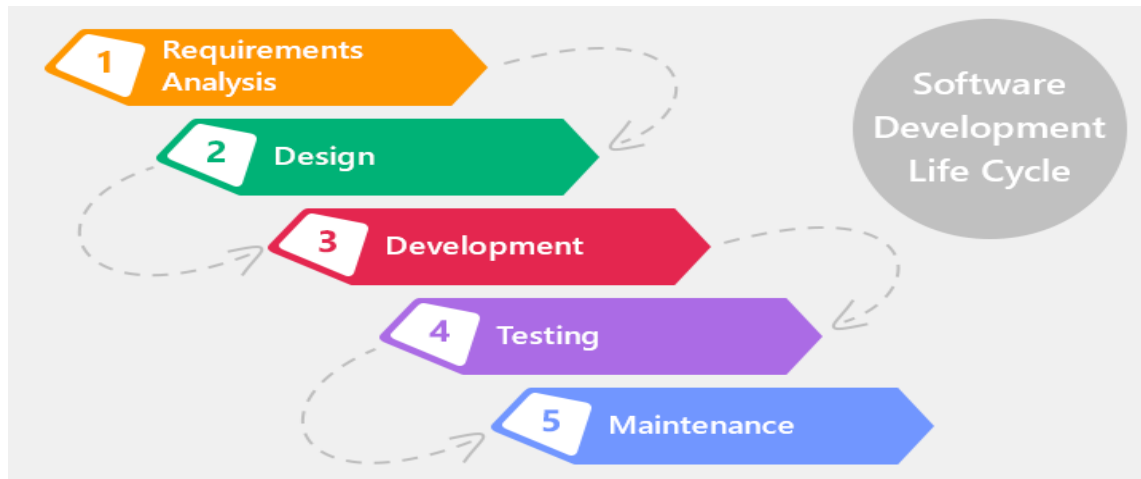 1
Requirements
Analysis
2
Design
3
Development
4
Testing
5
Maintenance
Software
Development
Life Cycle